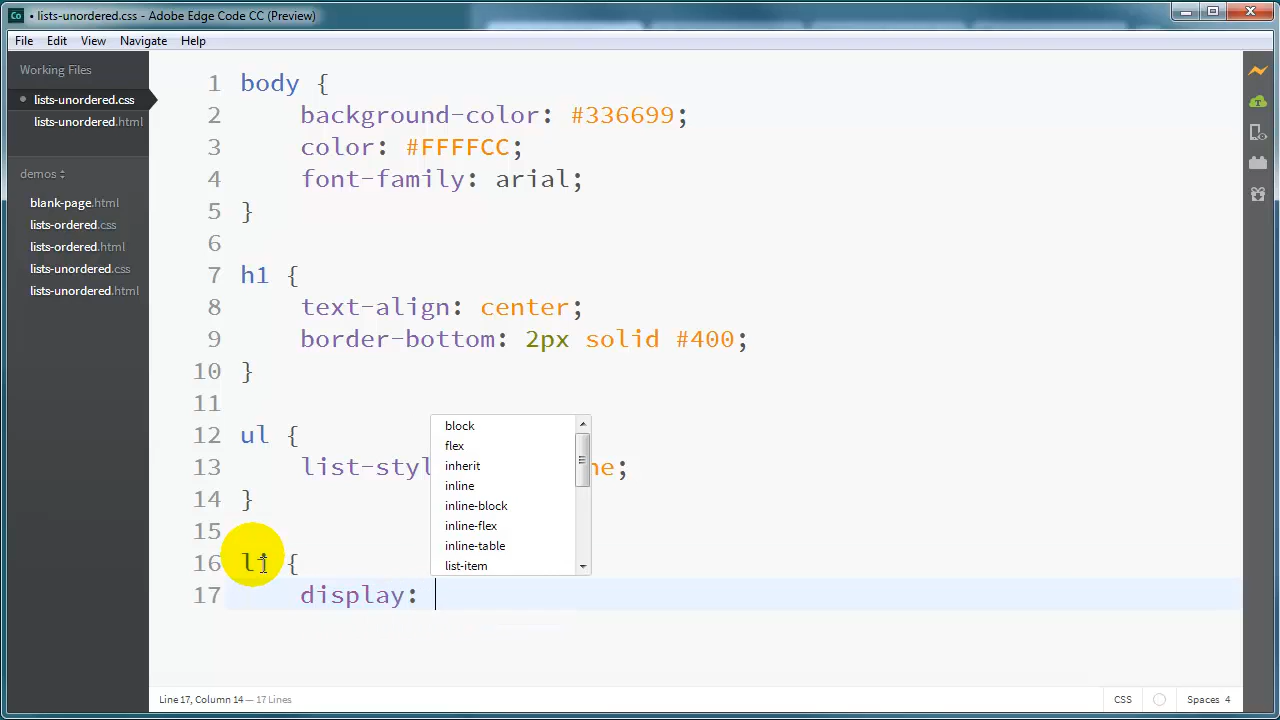 • lists-unordered.css - Adobe Edge Code CC (Preview)
File Edit View Navigate Help
Working Files
lists-unordered.css
lists-unordered.html
demos
blank-page.html
lists-ordered.css
lists-ordered.html
lists-unordered.css
lists-unordered.html
1 body {
2 background-color: #336699;
3 color: #FFFFCC;
4 font-family: arial;
5 }
6
7 h1 {
8 text-align: center;
9 border-bottom: 2px solid #400;
10 }
11
12 ul {
13 list-styl ne;
14 }
15
16 li {
17 display:
block
flex
inherit
inline
inline-block
inline-flex
inline-table
list-item
Line 17, Column 14 — 17 Lines
CSS
Spaces: 4